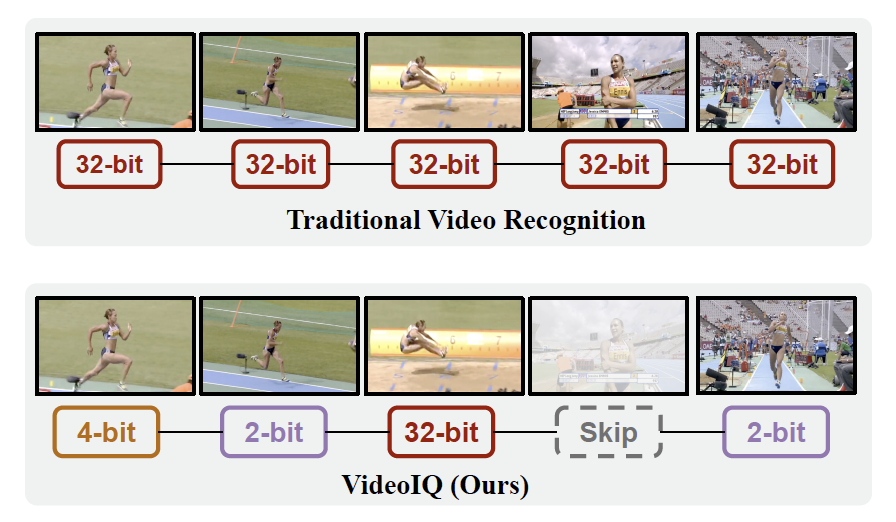 32-bit 32-bit 32-bit 32-bit 32-bit
Traditional Video Recognition
4-bit 2-bit 32-bit Skip 2-bit
VideoIQ (Ours)